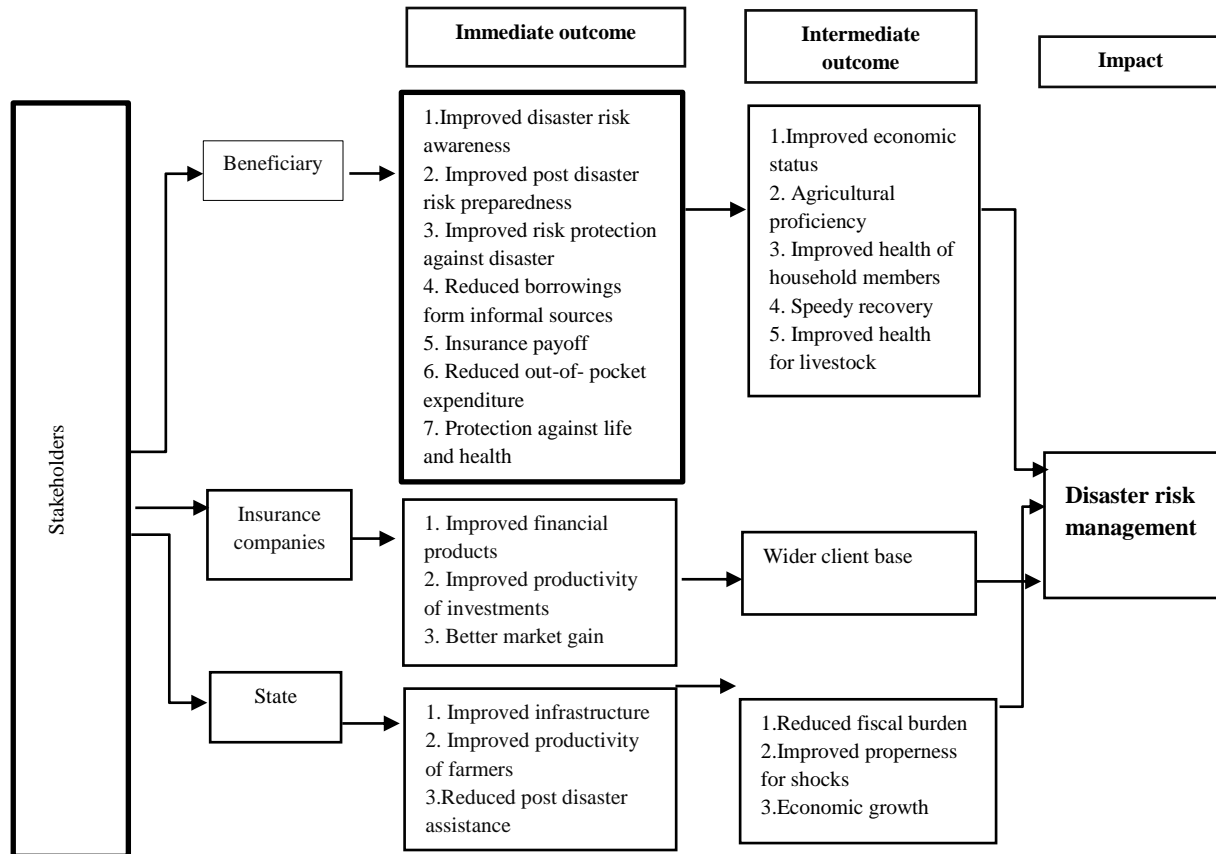 Immediate outcome
Intermediate
outcome
Impact
Stakeholders
Beneficiary
1.Improved disaster risk
awareness
2. Improved post disaster
risk preparedness
3. Improved risk protection
against disaster
4. Reduced borrowings
form informal sources
5. Insurance payoff
6. Reduced out-of- pocket
expenditure
7. Protection against life
and health
1.Improved economic
status
2. Agricultural
proficiency
3. Improved health of
household members
4. Speedy recovery
5. Improved health
for livestock
Insurance
companies
1. Improved financial
products
2. Improved productivity
of investments
3. Better market gain
Wider client base
Disaster risk
management
State
1. Improved infrastructure
2. Improved productivity
of farmers
3.Reduced post disaster
assistance
1.Reduced fiscal burden
2.Improved properness
for shocks
3.Economic growth